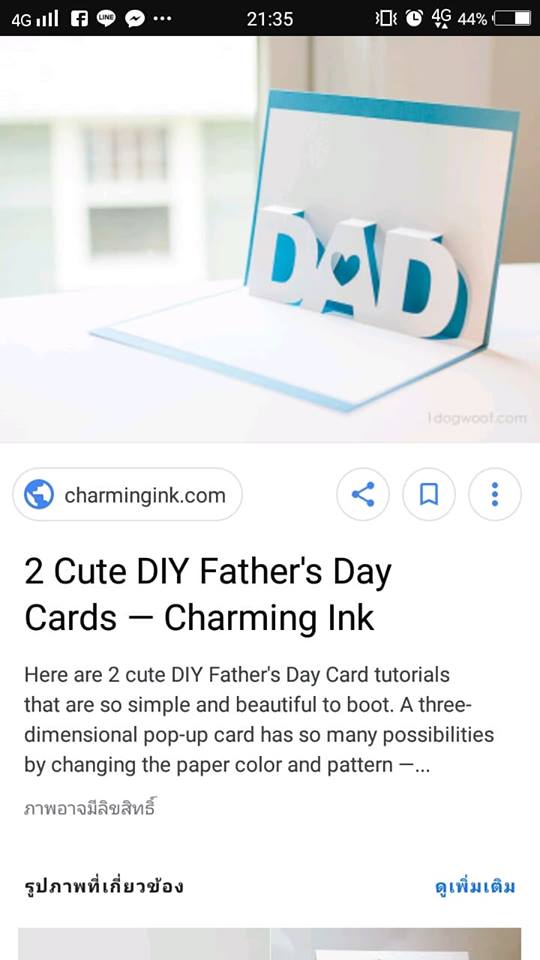 4G LINE ••• 21:35 4G 44%
DAD
1dogwoof.com
charmingink.com
2 Cute DIY Father's Day
Cards — Charming Ink
Here are 2 cute DIY Father's Day Card tutorials
that are so simple and beautiful to boot. A three-
dimensional pop-up card has so many possibilities
by changing the paper color and pattern —...
ภาพอาจมีลิขสิทธิ์
รูปภาพที่เกี่ยวข้อง ดูเพิ่มเติม